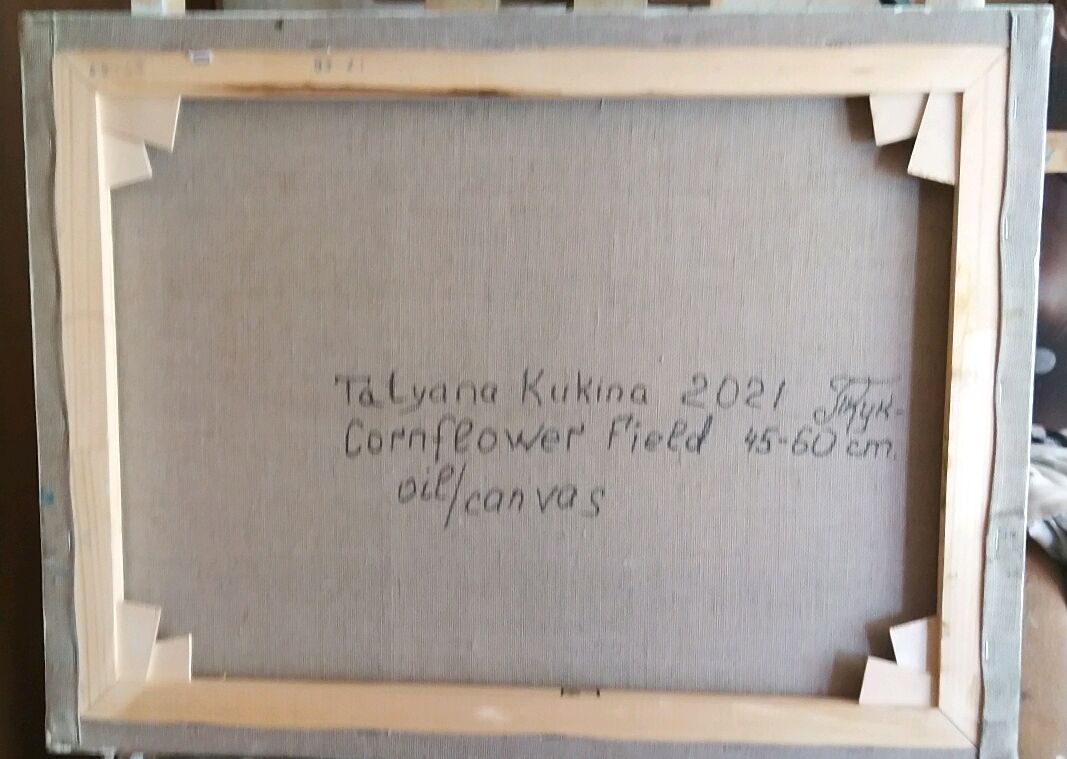 Tatyana Kukina 2021
Cornflower Field 45-60 cm.
oil/canvas